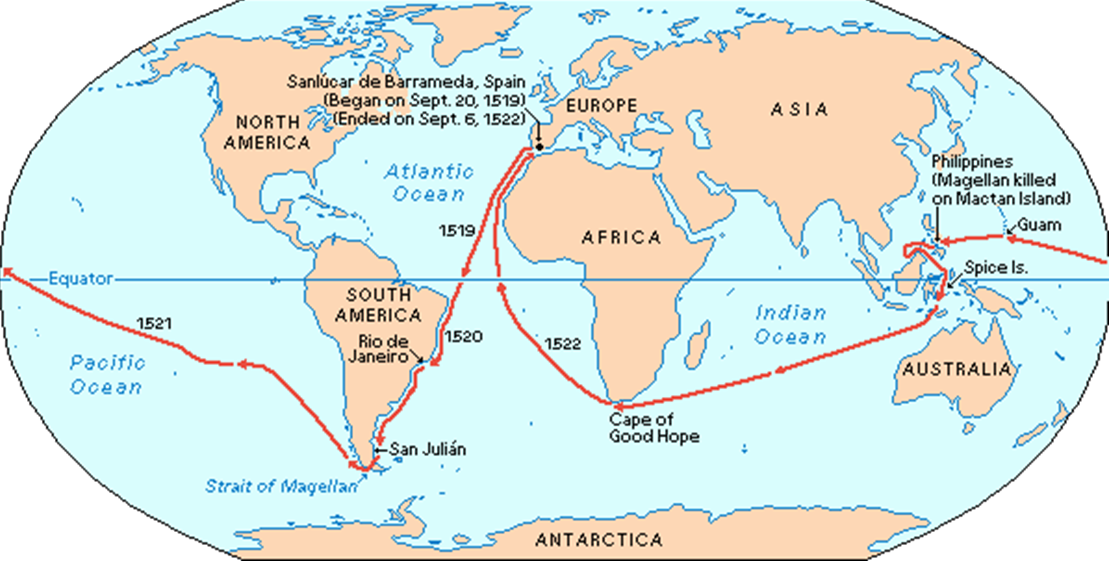 Sanlúcar de Barrameda, Spain
(Began on Sept. 20, 1519)
(Ended on Sept. 6, 1522)
EUROPE
ASIA
NORTH
AMERICA
Atlantic
Ocean
Philippines
(Magellan killed
on Mactan Island)
Guam
1519
AFRICA
Equator
Spice Is.
SOUTH
AMERICA
Indian
Ocean
1521
1520
1522
Rio de
Janeiro
Pacific
Ocean
AUSTRALIA
Cape of
Good Hope
San Julián
Strait of Magellan
ANTARCTICA